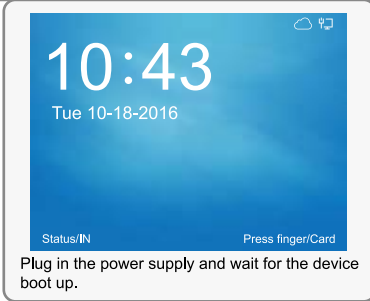 10:43
Tue 10-18-2016
Status/IN Press finger/Card
Plug in the power supply and wait for the device
boot up.